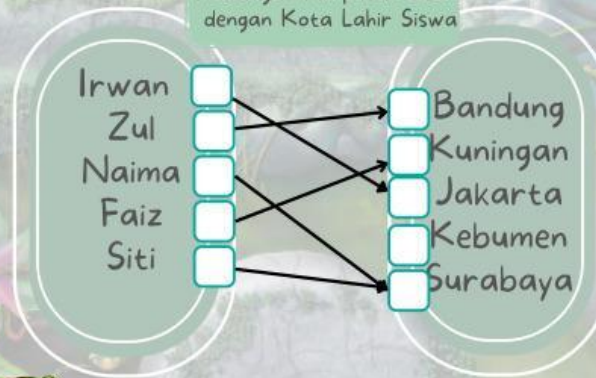 dengan Kota Lahir Siswa
Irwan
Zul
Naima
Faiz
Siti
Bandung
Kuningan
Jakarta
Kebumen
Surabaya